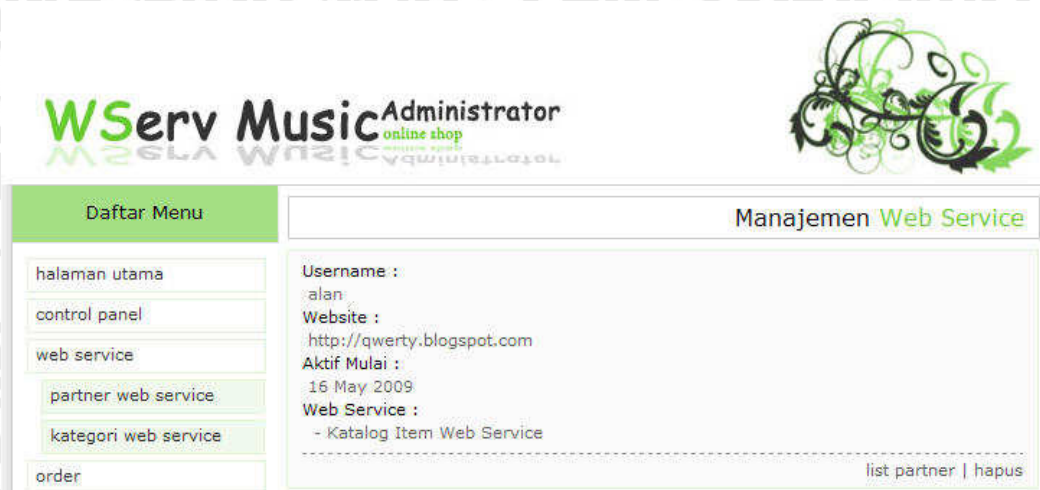 WServ Music Administrator
online shop
Daftar Menu
Manajemen Web Service
halaman utama
control panel
web service
partner web service
kategori web service
order
Username :
alan
Website :
http://qwerty.blogspot.com
Aktif Mulai :
16 May 2009
Web Service :
- Katalog Item Web Service
list partner | hapus